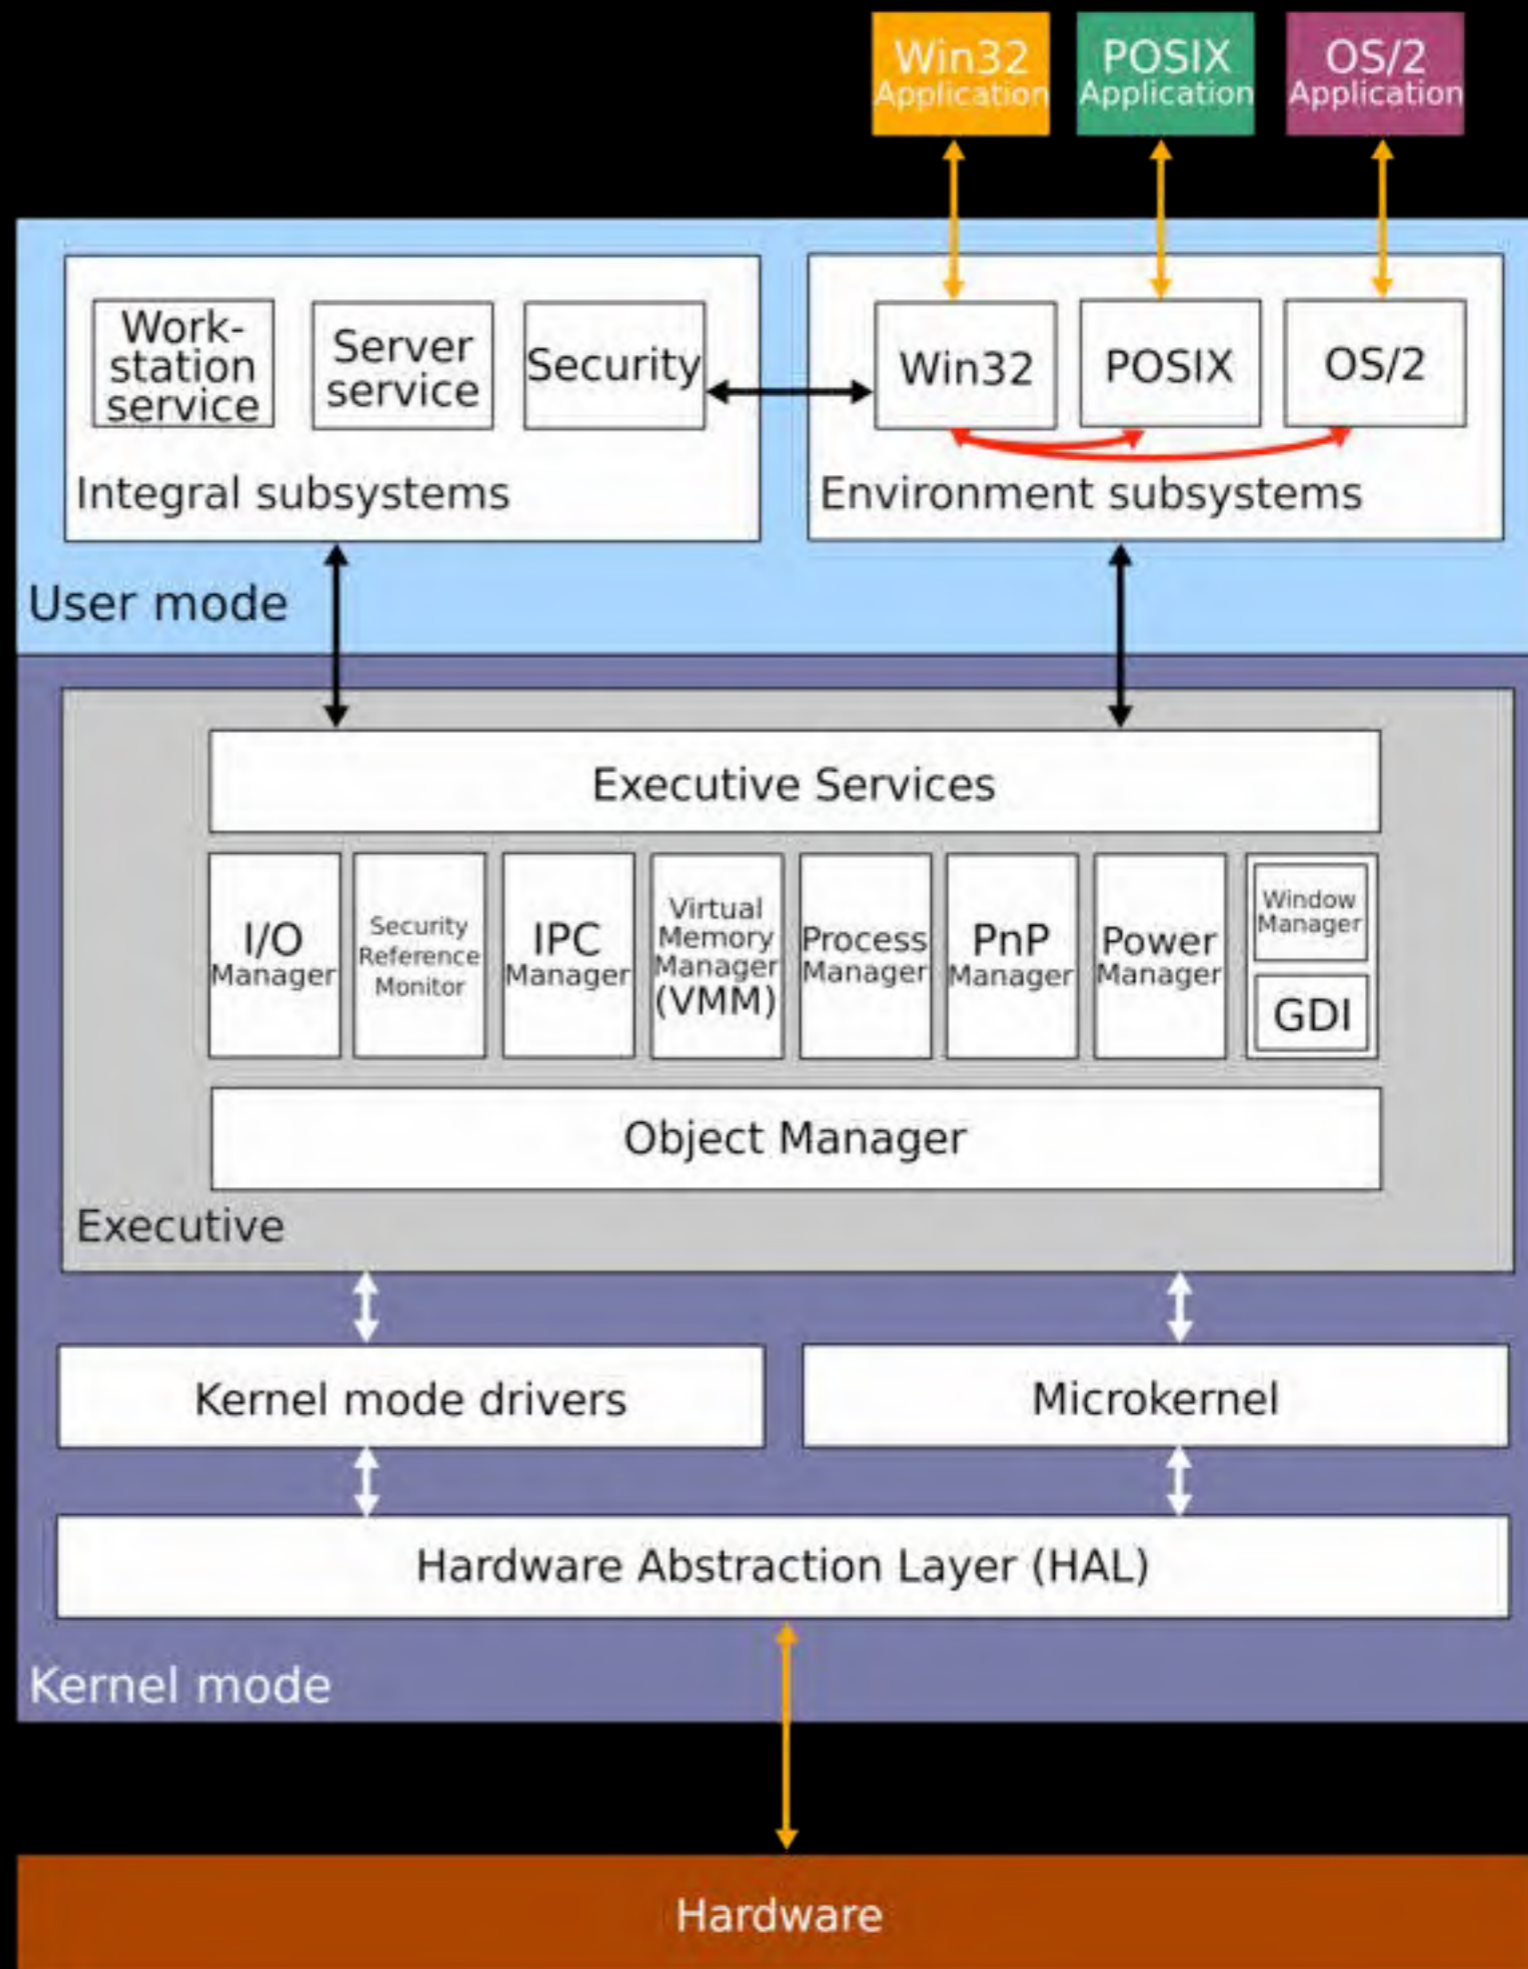 Win32
Application
POSIX
Application
OS/2
Application
Work-
station
service
Server
service
Security
Integral subsystems
Win32
POSIX
OS/2
Environment subsystems
User mode
Executive Services
I/O
Manager
Security
Reference
Monitor
IPC
Manager
Virtual
Memory
Manager
(VMM)
Process
Manager
PnP
Manager
Power
Manager
Window
Manager
GDI
Object Manager
Executive
Kernel mode drivers
Microkernel
Hardware Abstraction Layer (HAL)
Kernel mode
Hardware